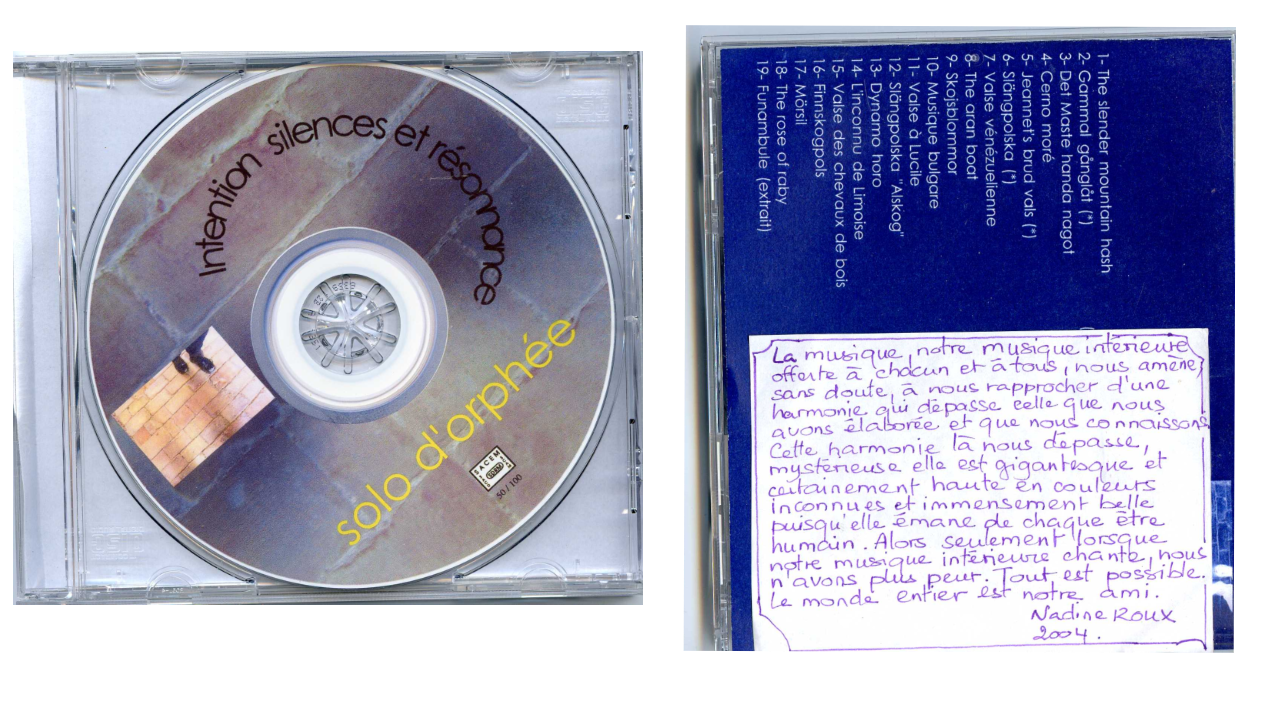 Intention silences et résonnance
solo d'orphée
SACEM
50/100
1- The slender mountain hash
2- Gammal gånglåt (*)
3- Det Maste handa nagot
4- Cerno moré
5- Jeannet's brud vals (*)
6- Slängpolska (*)
7- Valse vénézuelienne
8- The aran boat
9- Skojsblommor
10- Musique bulgare
11- Valse à Lucile
12- Slängpolska "Alskog"
13- Dynamo horo
14- L'inconnu de Limoise
15- Valse des chevaux de bois
16- Finnskogpols
17- Mörsil
18- The rose of raby
19- Funambule (extrait)
La musique, notre musique intérieure
offerte à chacun et à tous, nous amène,
sans doute, à nous rapprocher d'une
harmonie qui dépasse celle que nous
avons élaborée et que nous connaissons.
Cette harmonie là nous dépasse,
mystérieuse elle est gigantesque et
certainement haute en couleurs
inconnues et immensement belle
puisqu'elle émane de chaque être
humain. Alors seulement lorsque
notre musique intérieure chante, nous
n'avons plus peur. Tout est possible.
Le monde entier est notre ami.
Nadine Roux
2004.